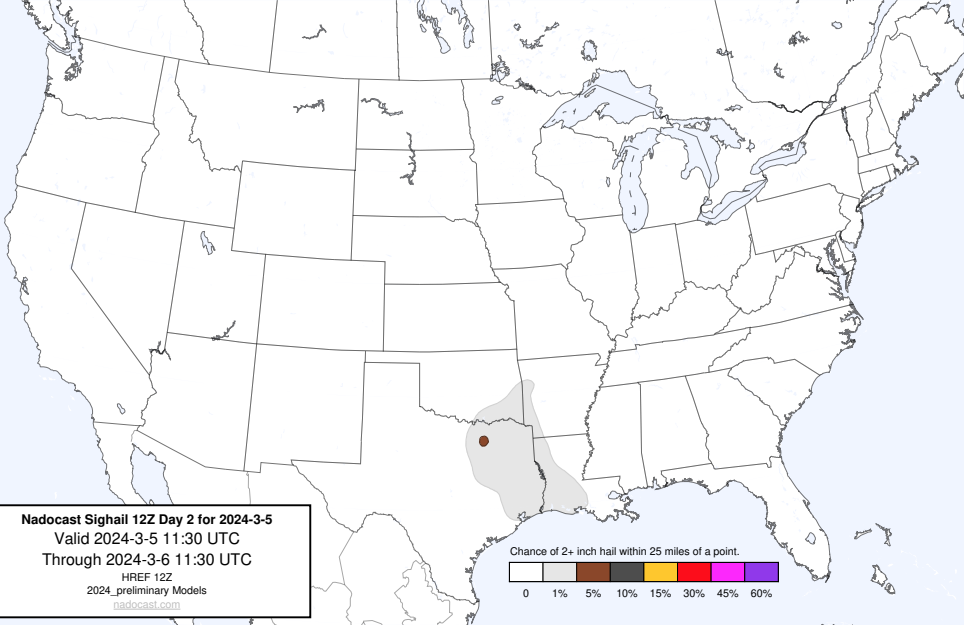 Nadocast Sighail 12Z Day 2 for 2024-3-5
Valid 2024-3-5 11:30 UTC
Through 2024-3-6 11:30 UTC
HREF 12Z
2024_preliminary Models
nadocast.com
Chance of 2+ inch hail within 25 miles of a point.
0 1% 5% 10% 15% 30% 45% 60%